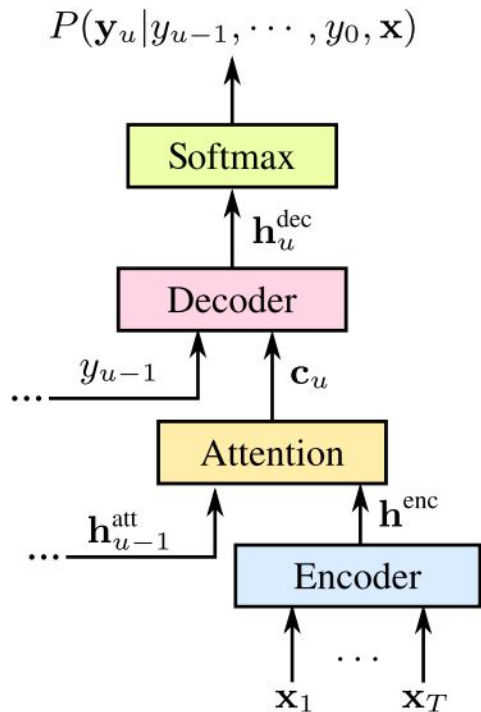 P(y_u|y_{u-1}, ⋯ , y_0, x)
Softmax
h_u^{dec}
Decoder
y_{u-1}
...
c_u
Attention
h_{u-1}^{att}
...
h^{enc}
Encoder
x_1 ⋯ x_T